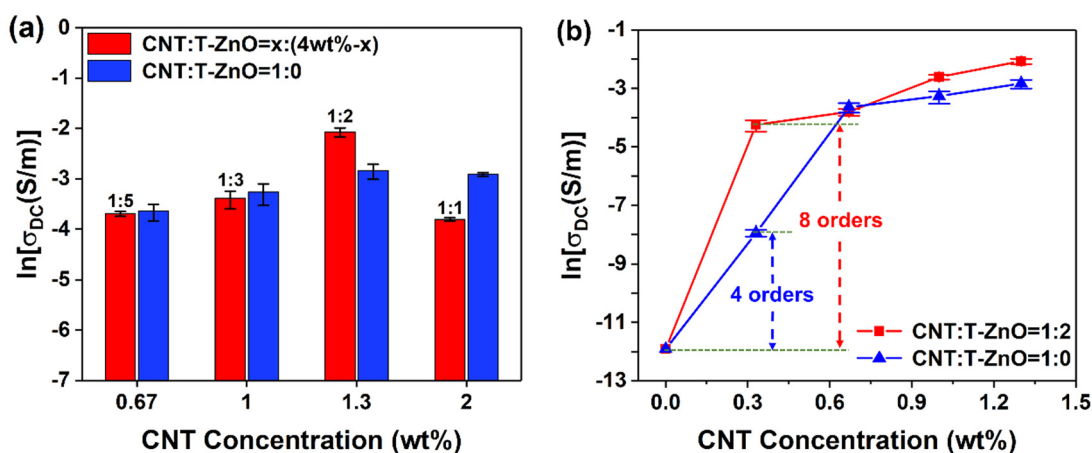 (a)
CNT:T-ZnO=x:(4wt%-x)
CNT:T-ZnO=1:0
1:5
1:3
1:2
1:1
0
-1
-2
-3
-4
-5
-6
-7
ln[σDC(S/m)]
0.67 1 1.3 2
CNT Concentration (wt%)
(b)
-1
-3
-5
-7
-9
-11
-13
ln[σDC(S/m)]
8 orders
4 orders
CNT:T-ZnO=1:2
CNT:T-ZnO=1:0
0.0 0.3 0.6 0.9 1.2 1.5
CNT Concentration (wt%)